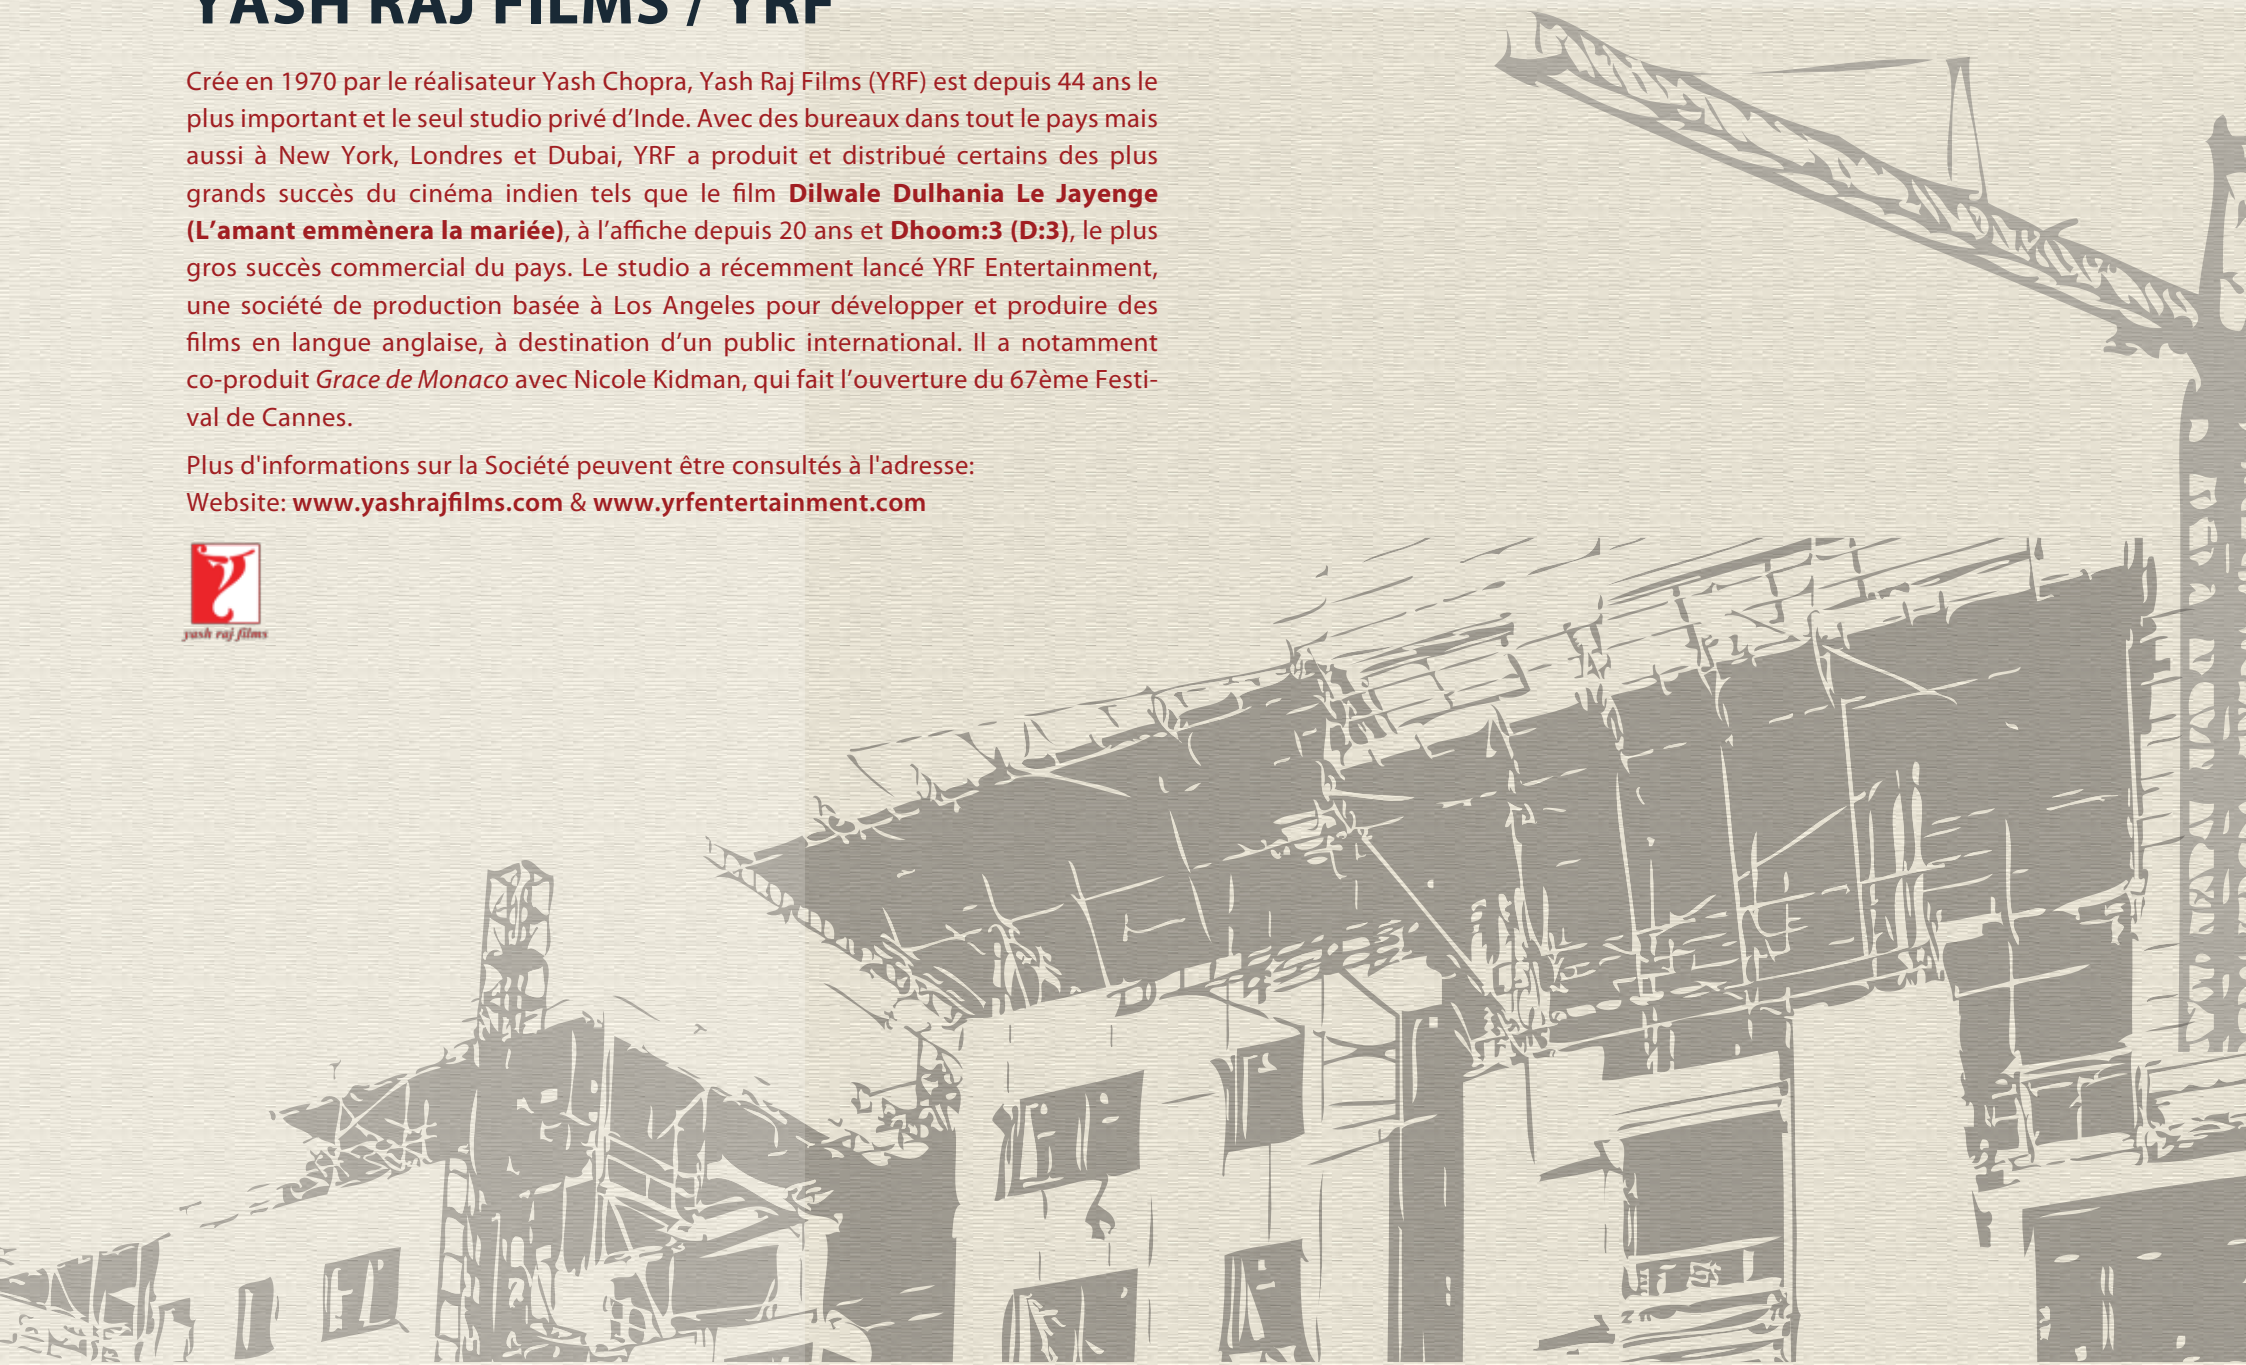 YASH RAJ FILMS / YRF
Crée en 1970 par le réalisateur Yash Chopra, Yash Raj Films (YRF) est depuis 44 ans le
plus important et le seul studio privé d’Inde. Avec des bureaux dans tout le pays mais
aussi à New York, Londres et Dubai, YRF a produit et distribué certains des plus
grands succès du cinéma indien tels que le film Dilwale Dulhania Le Jayenge
(L’amant emmènera la mariée), à l’affiche depuis 20 ans et Dhoom:3 (D:3), le plus
gros succès commercial du pays. Le studio a récemment lancé YRF Entertainment,
une société de production basée à Los Angeles pour développer et produire des
films en langue anglaise, à destination d’un public international. Il a notamment
co-produit Grace de Monaco avec Nicole Kidman, qui fait l’ouverture du 67ème Festi-
val de Cannes.
Plus d'informations sur la Société peuvent être consultés à l'adresse:
Website: www.yashrajfilms.com & www.yrfentertainment.com
yash raj films